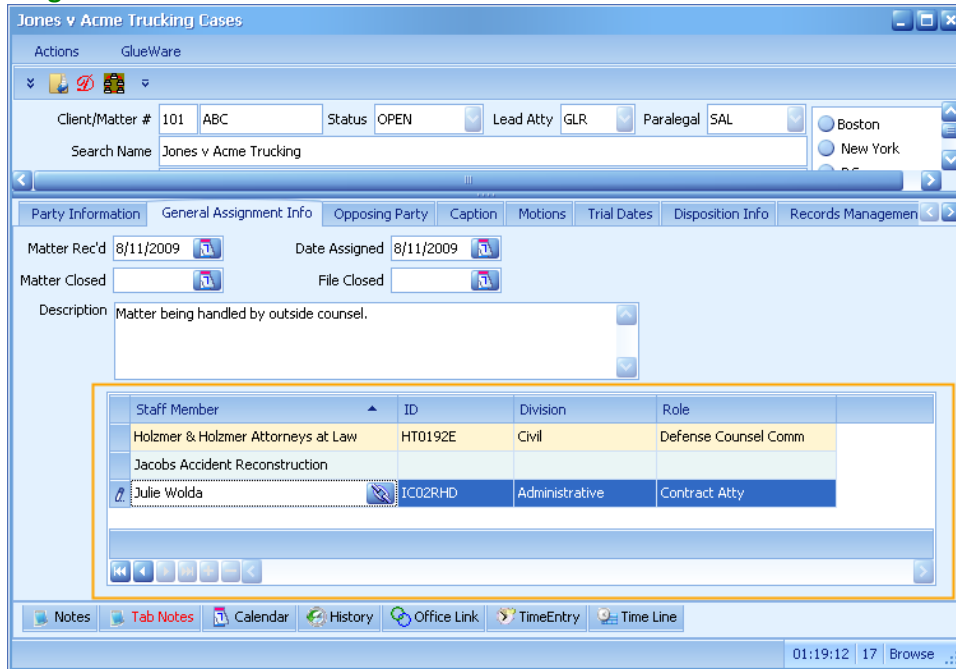 Jones v Acme Trucking Cases
Actions GlueWare
Client/Matter # 101 ABC Status OPEN Lead Atty GLR Paralegal SAL Boston
Search Name Jones v Acme Trucking New York
Party Information General Assignment Info Opposing Party Caption Motions Trial Dates Disposition Info Records Managemen
Matter Rec'd 8/11/2009 Date Assigned 8/11/2009
Matter Closed File Closed
Description Matter being handled by outside counsel.
Staff Member ID Division Role
Holzmer & Holzmer Attorneys at Law HT0192E Civil Defense Counsel Comm
Jacobs Accident Reconstruction
Julie Wolda IC02RHD Administrative Contract Atty
Notes Tab Notes Calendar History Office Link TimeEntry Time Line
01:19:12 17 Browse